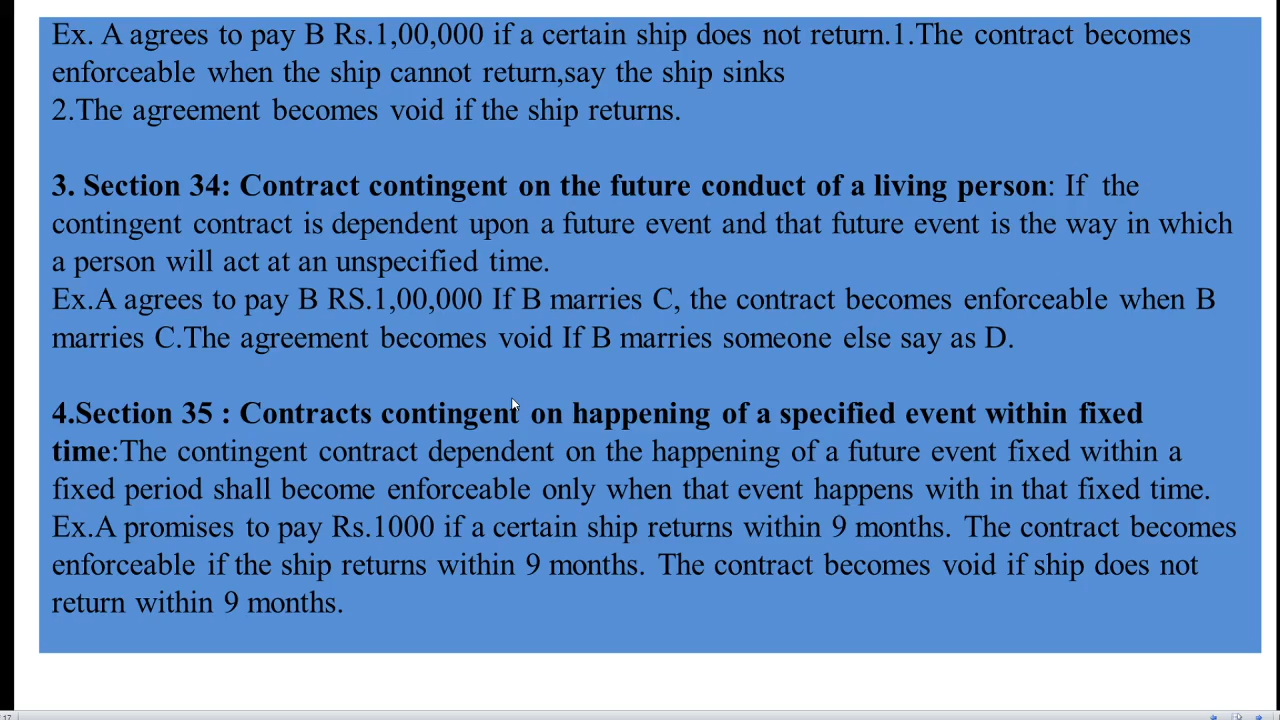 Ex. A agrees to pay B Rs.1,00,000 if a certain ship does not return.1.The contract becomes
enforceable when the ship cannot return,say the ship sinks
2.The agreement becomes void if the ship returns.
3. Section 34: Contract contingent on the future conduct of a living person: If the
contingent contract is dependent upon a future event and that future event is the way in which
a person will act at an unspecified time.
Ex.A agrees to pay B RS.1,00,000 If B marries C, the contract becomes enforceable when B
marries C.The agreement becomes void If B marries someone else say as D.
4.Section 35 : Contracts contingent on happening of a specified event within fixed
time:The contingent contract dependent on the happening of a future event fixed within a
fixed period shall become enforceable only when that event happens with in that fixed time.
Ex.A promises to pay Rs.1000 if a certain ship returns within 9 months. The contract becomes
enforceable if the ship returns within 9 months. The contract becomes void if ship does not
return within 9 months.
17